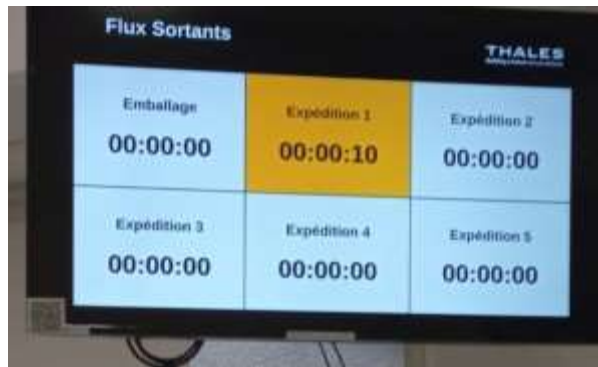 Flux Sortants
THALES
Emballage
00:00:00
Expédition 1
00:00:10
Expédition 2
00:00:00
Expédition 3
00:00:00
Expédition 4
00:00:00
Expédition 5
00:00:00